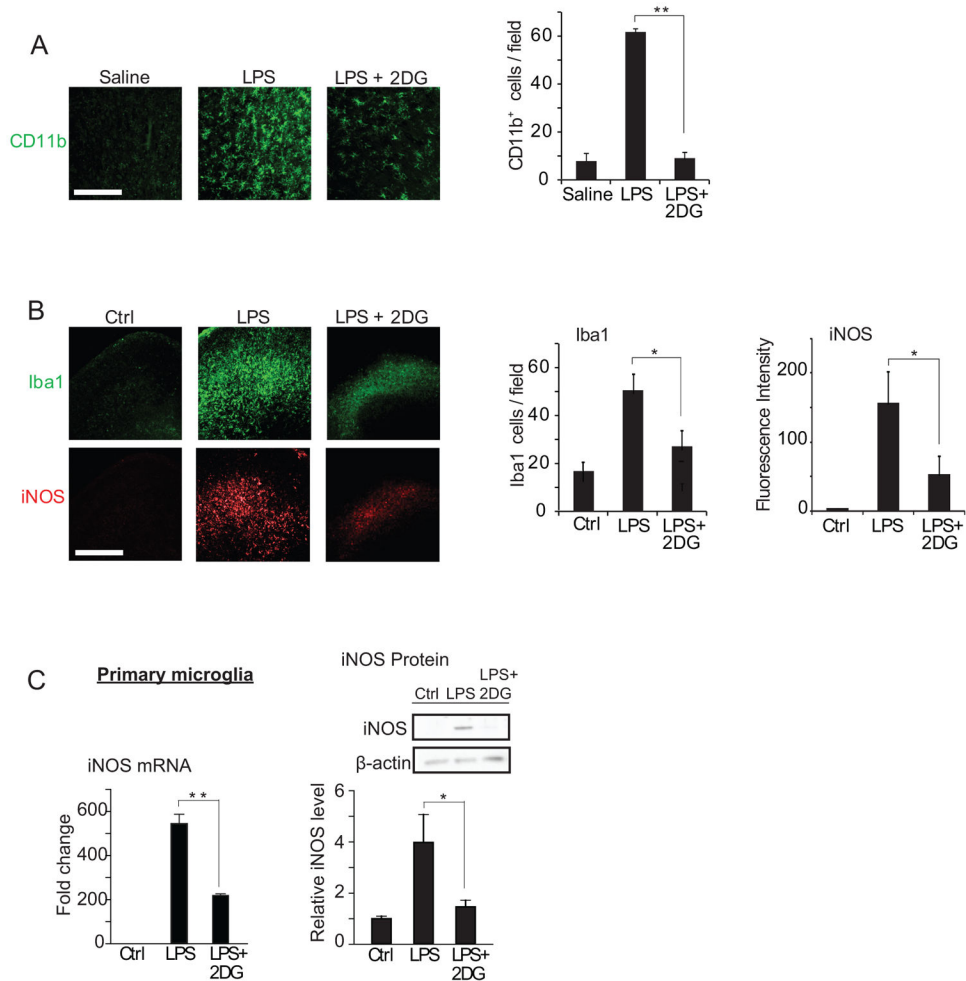 A
Saline LPS LPS + 2DG
CD11b
CD11b+ cells / field
60
40
20
0
Saline LPS LPS+
2DG
**
B
Ctrl LPS LPS + 2DG
Iba1
iNOS
Iba1
Iba1 cells / field
60
40
20
0
Ctrl LPS LPS+
2DG
*
iNOS
Fluorescence Intensity
200
100
0
Ctrl LPS LPS+
2DG
*
C
Primary microglia
iNOS mRNA
Fold change
600
400
200
0
Ctrl LPS LPS+
2DG
**
iNOS Protein
LPS+
Ctrl LPS 2DG
iNOS
β-actin
Relative iNOS level
6
4
2
0
Ctrl LPS LPS+
2DG
*